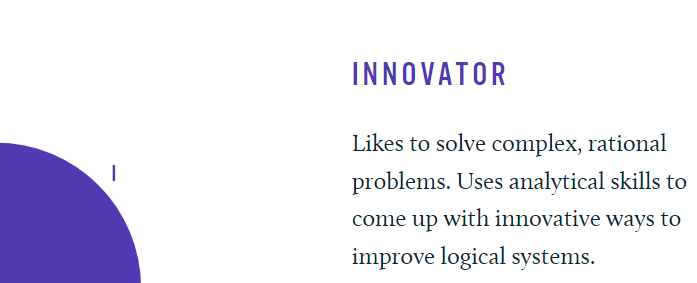 INNOVATOR
I
Likes to solve complex, rational
problems. Uses analytical skills to
come up with innovative ways to
improve logical systems.